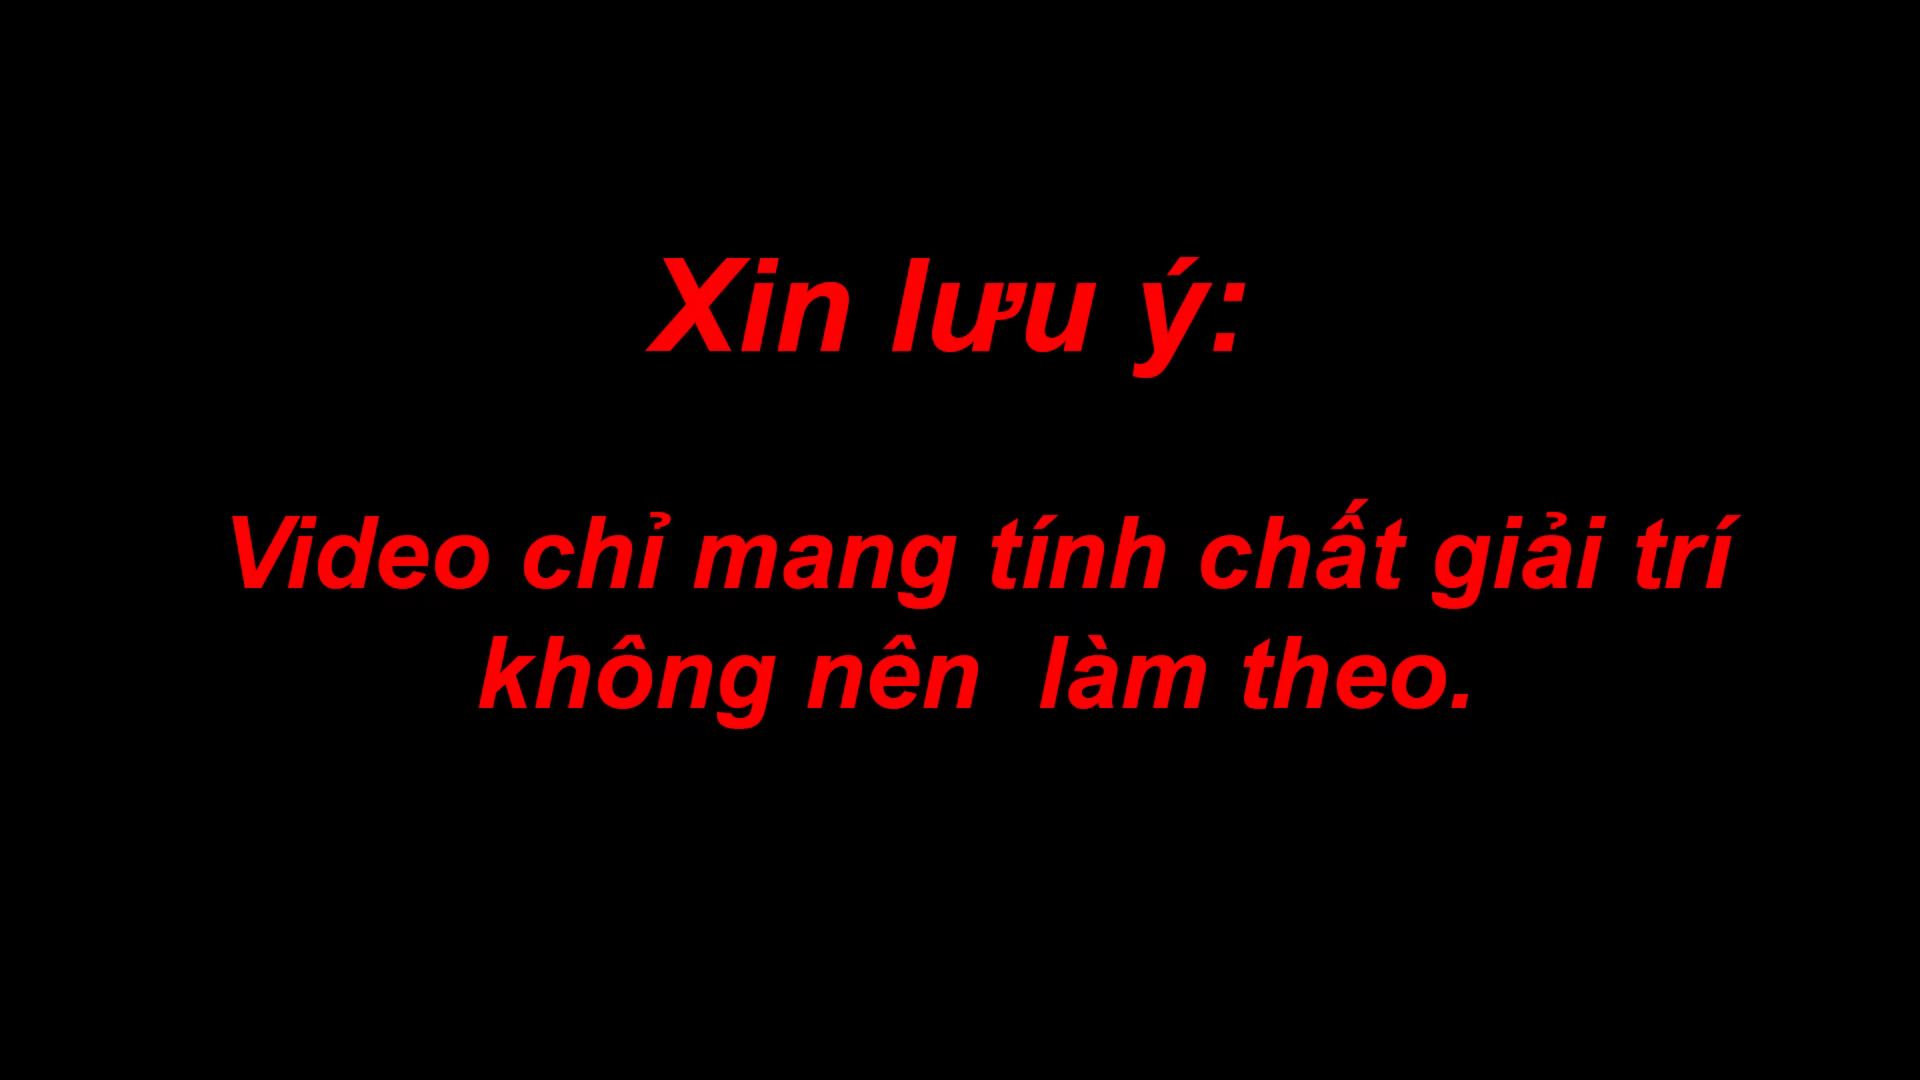 Xin lưu ý:
Video chỉ mang tính chất giải trí
không nên  làm theo.